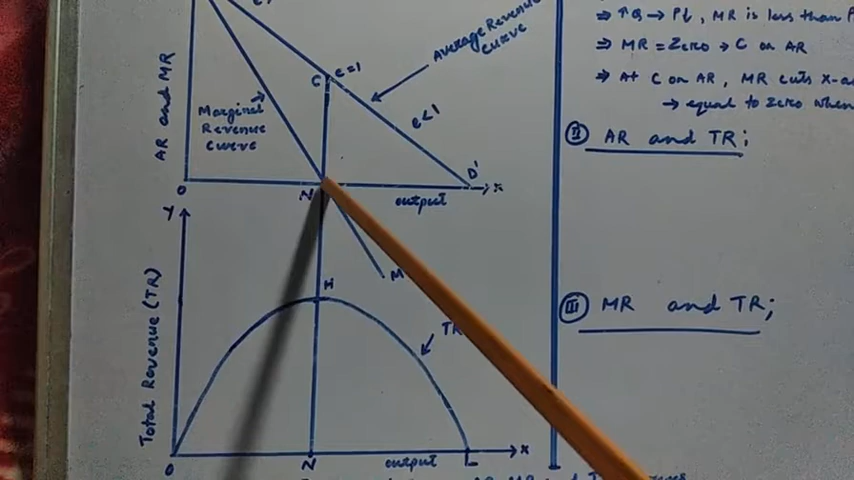 AR and MR
C e=1
Average Revenue
Curve
Marginal
Revenue
Curve
e<1
D'
O
N
output
X
Y
M
Total Revenue (TR)
H
TR
O
N
output
L
X
⇒ ↑Q → P↓, MR is less than
⇒ MR = Zero → C on AR
⇒ At C on AR, MR cuts X-a
→ equal to Zero when
II AR and TR;
III MR and TR;